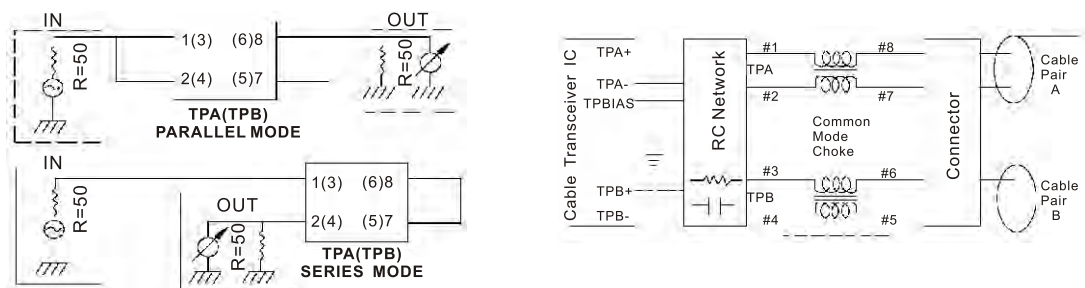 IN
R=50
1(3) (6)8
2(4) (5)7
OUT
R=50
TPA(TPB)
PARALLEL MODE
IN
R=50
OUT
R=50
1(3) (6)8
2(4) (5)7
TPA(TPB)
SERIES MODE
Cable Transceiver IC
TPA+
TPA-
TPBIAS
TPB+
TPB-
RC Network
#1
TPA
#2
#3
TPB
#4
#8
#7
Common
Mode
Choke
#6
#5
Connector
Cable
Pair
A
Cable
Pair
B